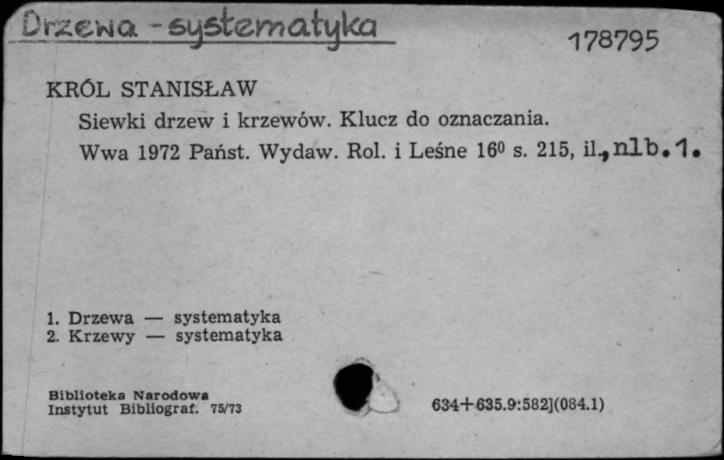 Drzewa - systematyka
178795
KRÓL STANISŁAW
Siewki drzew i krzewów. Klucz do oznaczania.
Wwa 1972 Państ. Wydaw. Rol. i Leśne 16⁰ s. 215, il., nlb. 1.
1. Drzewa — systematyka
2. Krzewy — systematyka
Biblioteka Narodowa
Instytut Bibliograf. 75/73
634+635.9:582](084.1)